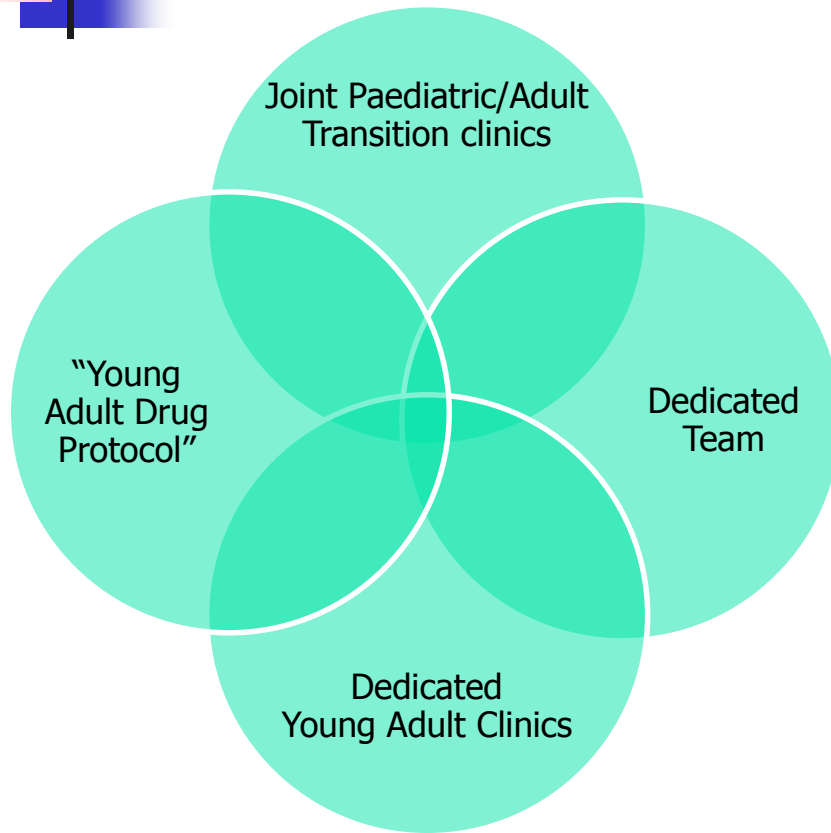 Joint Paediatric/Adult
Transition clinics
“Young
Adult Drug
Protocol”
Dedicated
Team
Dedicated
Young Adult Clinics